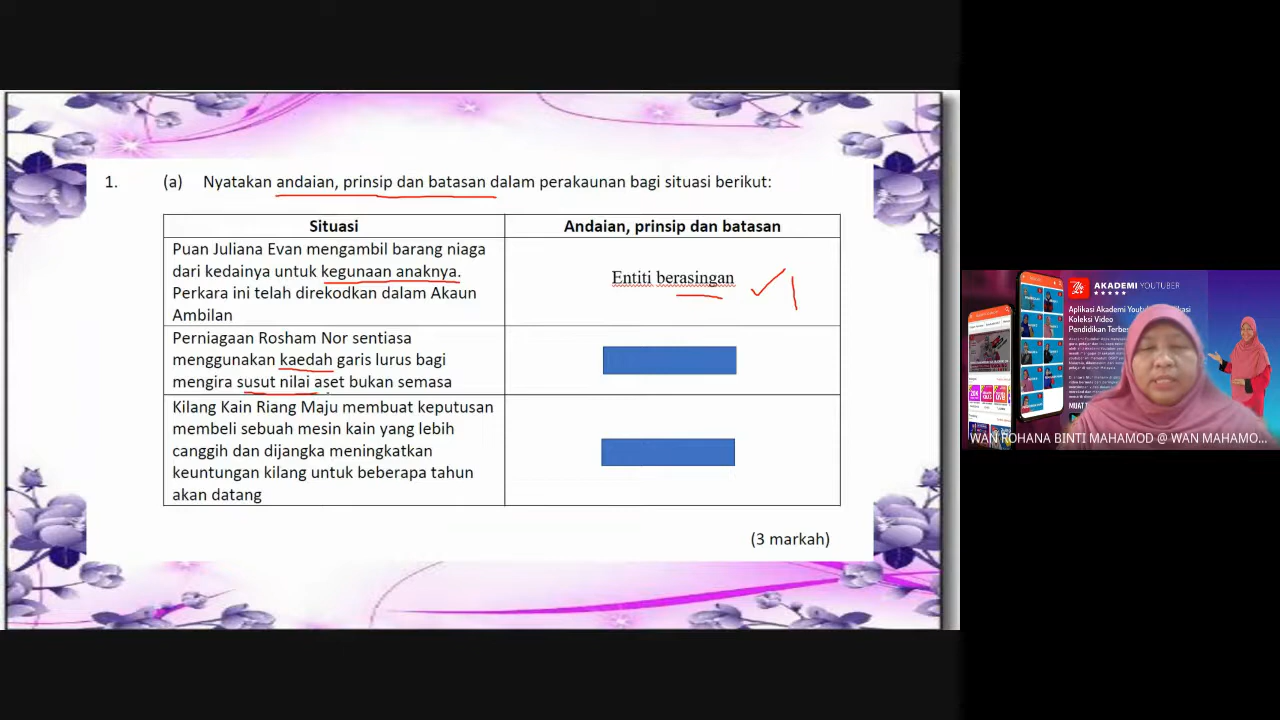 1. (a) Nyatakan andaian, prinsip dan batasan dalam perakaunan bagi situasi berikut:
Situasi
Andaian, prinsip dan batasan
Puan Juliana Evan mengambil barang niaga
dari kedainya untuk kegunaan anaknya.
Perkara ini telah direkodkan dalam Akaun
Ambilan
Entiti berasingan
1
Perniagaan Rosham Nor sentiasa
menggunakan kaedah garis lurus bagi
mengira susut nilai aset bukan semasa
Kilang Kain Riang Maju membuat keputusan
membeli sebuah mesin kain yang lebih
canggih dan dijangka meningkatkan
keuntungan kilang untuk beberapa tahun
akan datang
(3 markah)
AKADEMI YOUTUBER
Aplikasi Akademi
Koleksi Video
Pendidikan
WAN ROHANA BINTI MAHAMOD @ WAN MAHAMO...